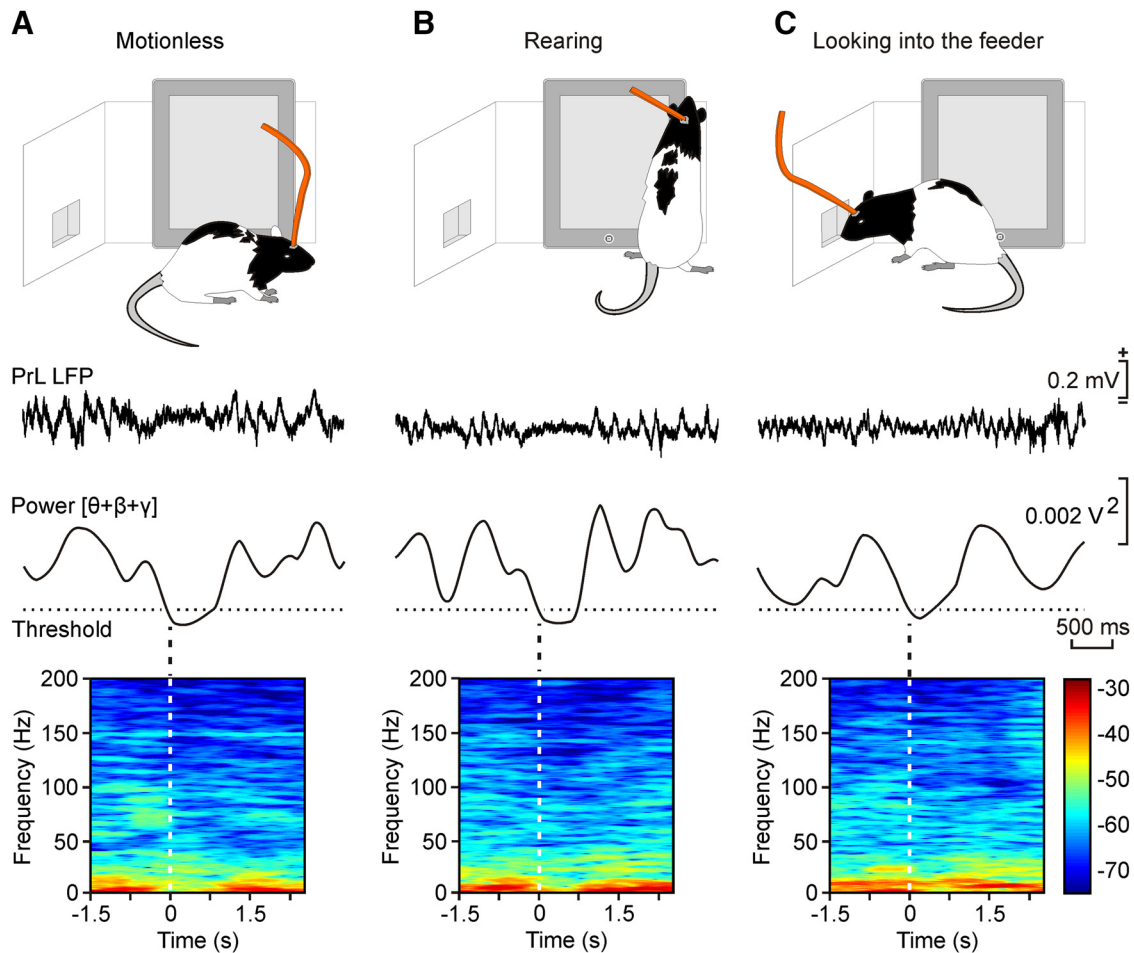 A
Motionless
B
Rearing
C
Looking into the feeder
PrL LFP
+
0.2 mV
=
Power [θ+β+γ]
0.002 V²
Threshold
500 ms
200
150
100
50
0
Frequency (Hz)
-1.5 0 1.5
Time (s)
200
150
100
50
0
Frequency (Hz)
-1.5 0 1.5
Time (s)
200
150
100
50
0
Frequency (Hz)
-1.5 0 1.5
Time (s)
-30
-40
-50
-60
-70